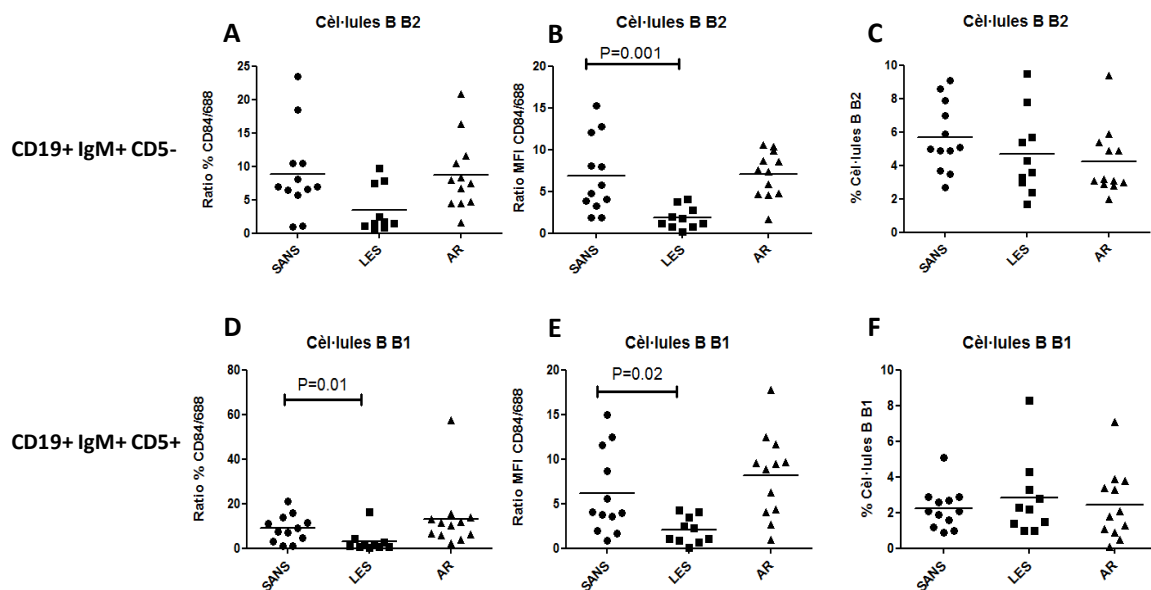 A
Cèl·lules B B2
Ratio % CD84/688
25
20
15
10
5
0
SANS
LES
AR
B
Cèl·lules B B2
P=0.001
Ratio MFI CD84/688
20
15
10
5
0
SANS
LES
AR
C
Cèl·lules B B2
% Cèl·lules B B2
10
8
6
4
2
0
SANS
LES
AR
CD19+ IgM+ CD5-
D
Cèl·lules B B1
P=0.01
Ratio % CD84/688
80
60
40
20
0
SANS
LES
AR
E
Cèl·lules B B1
P=0.02
Ratio MFI CD84/688
20
15
10
5
0
SANS
LES
AR
F
Cèl·lules B B1
% Cèl·lules B B1
10
8
6
4
2
0
SANS
LES
AR
CD19+ IgM+ CD5+